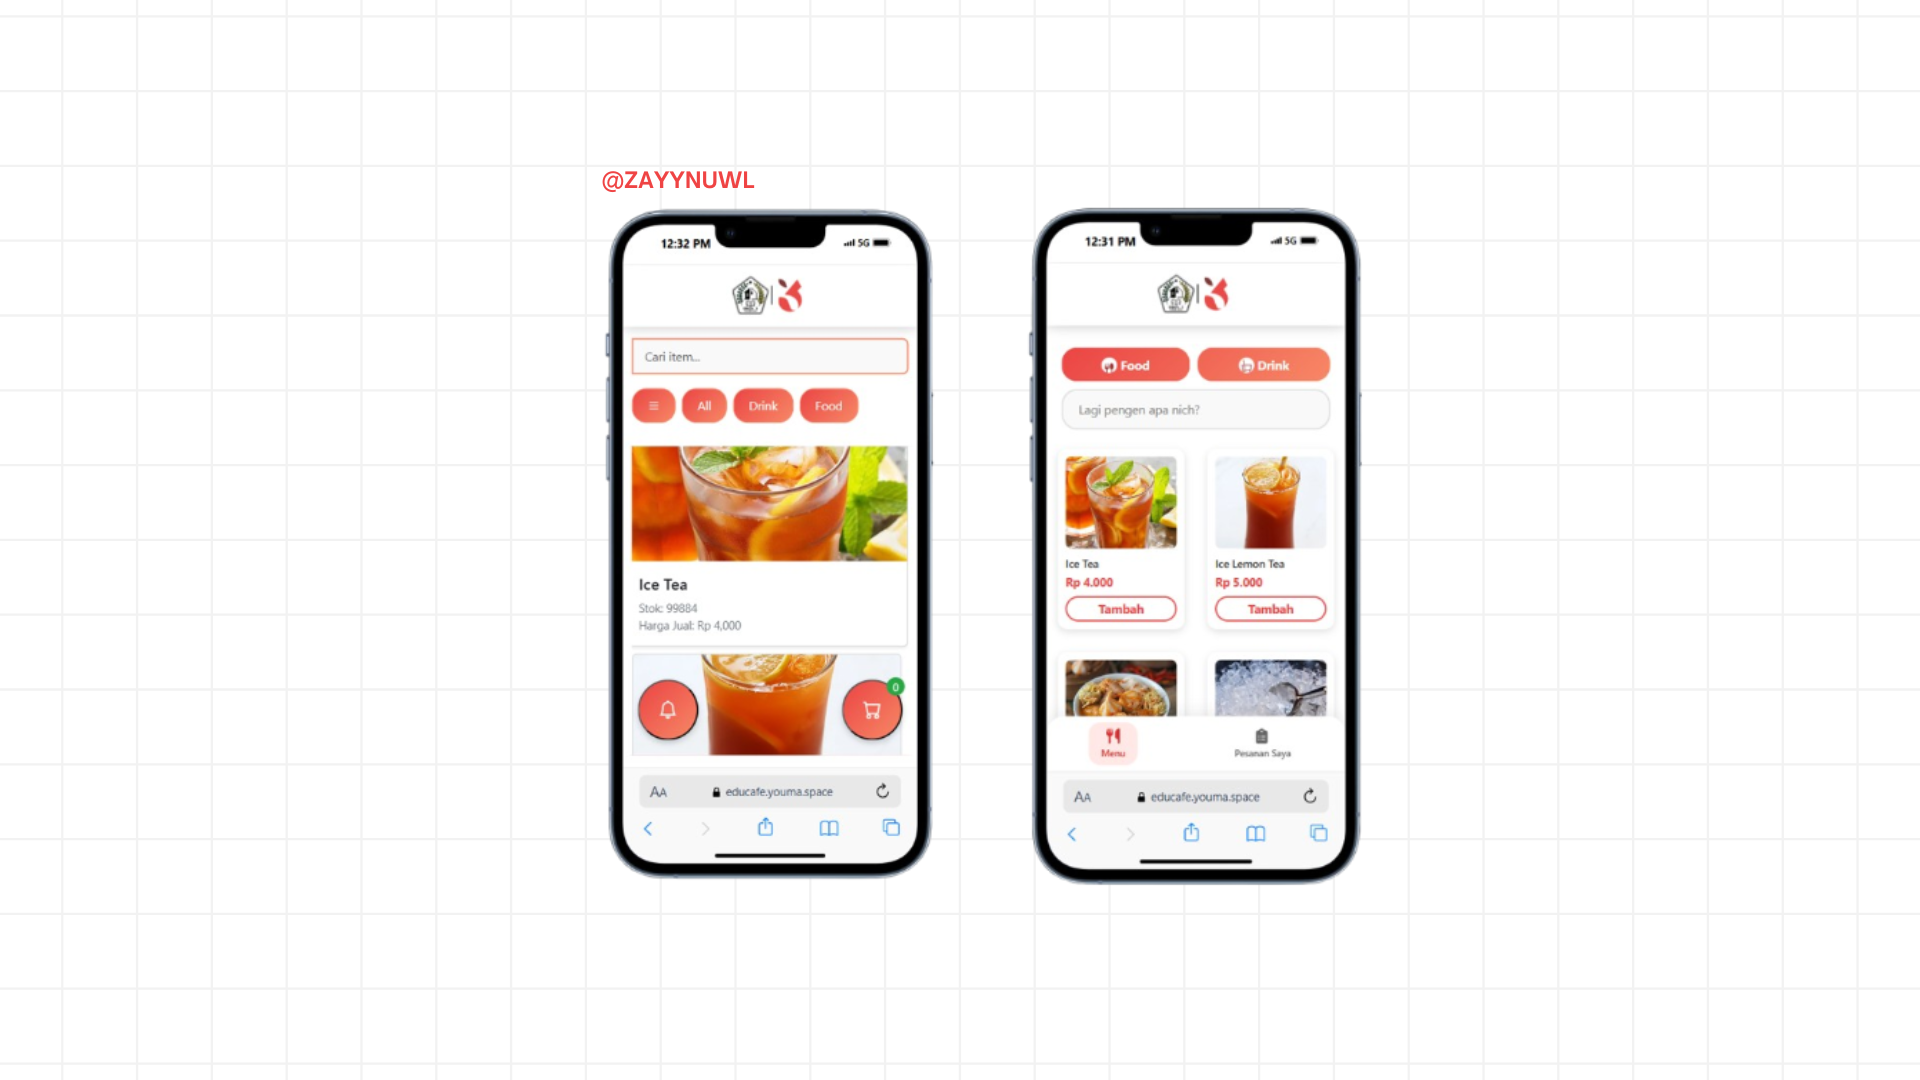 @ZAYYNUWL
12:32 PM
5G
Cari item...
All
Drink
Food
Ice Tea
Stok: 99884
Harga Jual: Rp 4,000
0
AA
educafe.youma.space
12:31 PM
5G
Food
Drink
Lagi pengen apa nich?
Ice Tea
Rp 4.000
Tambah
Ice Lemon Tea
Rp 5.000
Tambah
Menu
Pesanan Saya
AA
educafe.youma.space